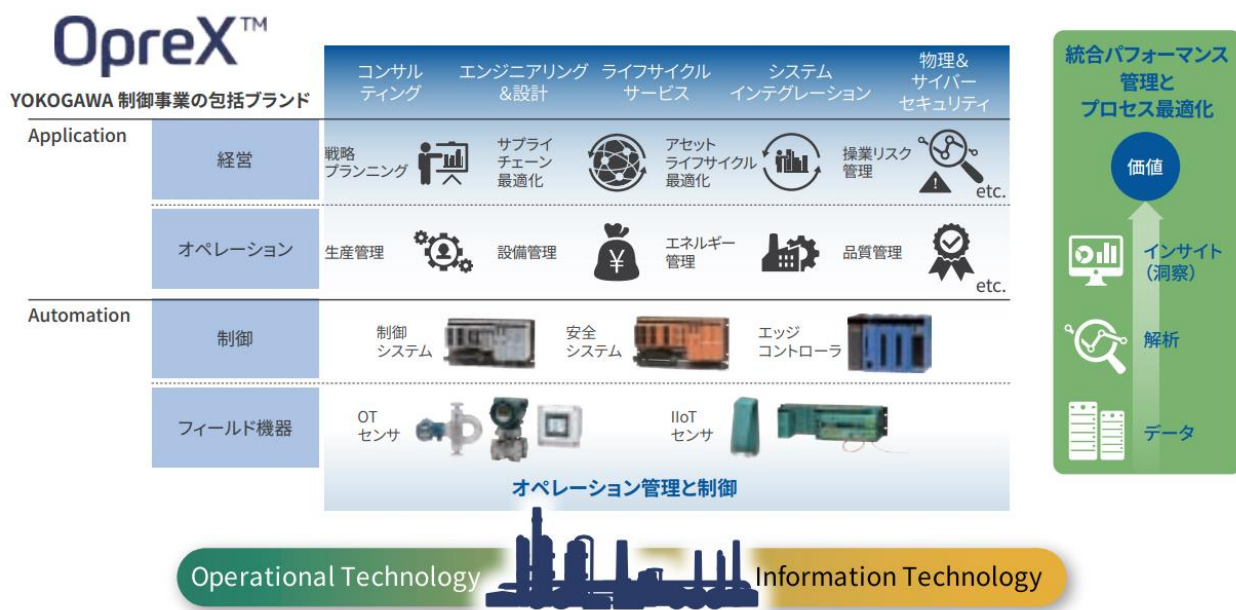 OpreX™
YOKOGAWA 制御事業の包括ブランド
コンサル
ティング
エンジニアリング
&設計
ライフサイクル
サービス
システム
インテグレーション
物理&
サイバー
セキュリティ
Application
経営
戦略
プランニング
サプライ
チェーン
最適化
アセット
ライフサイクル
最適化
操業リスク
管理
etc.
オペレーション
生産管理
設備管理
¥
エネルギー
管理
品質管理
etc.
Automation
制御
制御
システム
安全
システム
エッジ
コントローラ
フィールド機器
OT
センサ
IIoT
センサ
オペレーション管理と制御
統合パフォーマンス
管理と
プロセス最適化
価値
インサイト
(洞察)
解析
データ
Operational Technology
Information Technology